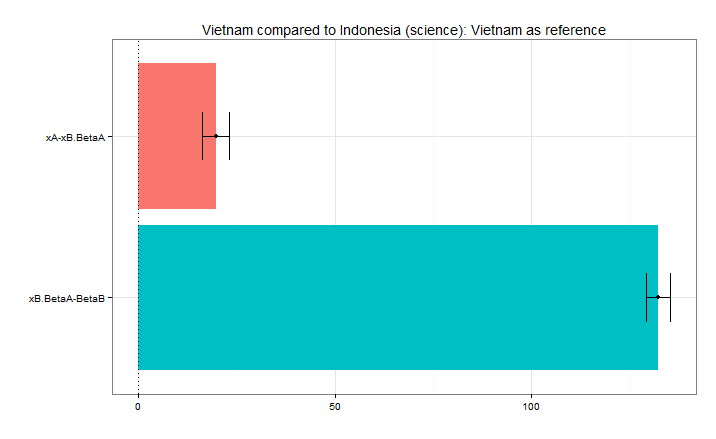 Vietnam compared to Indonesia (science): Vietnam as reference
xA-xB.BetaA
xB.BetaA-BetaB
0 50 100